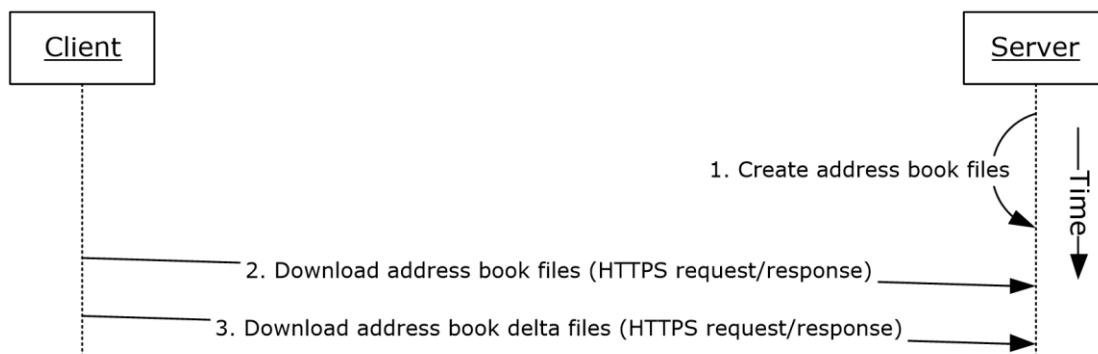 Client
Server
1. Create address book files
Time
2. Download address book files (HTTPS request/response)
3. Download address book delta files (HTTPS request/response)